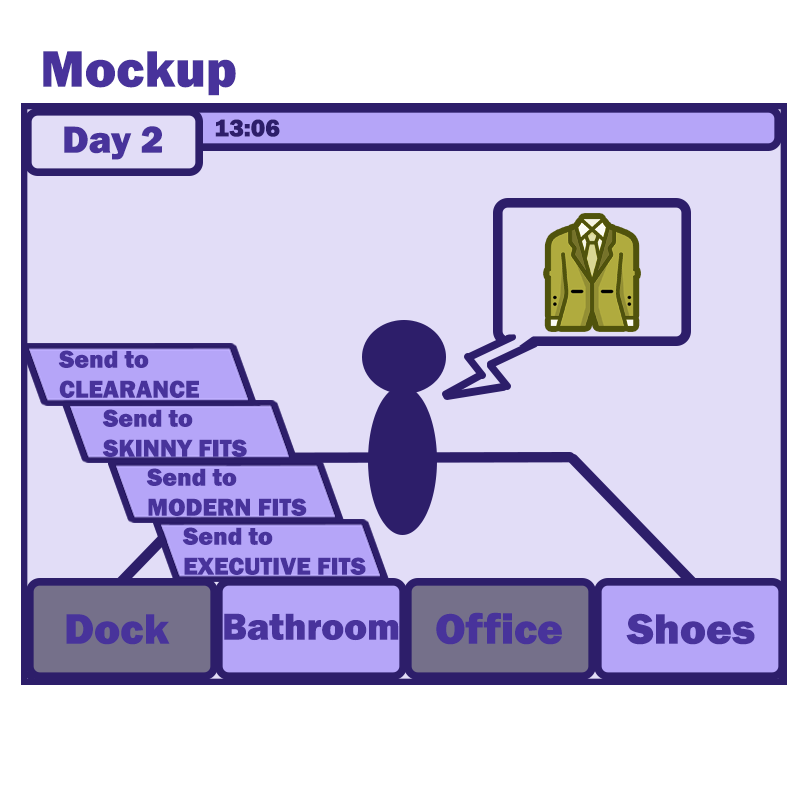 Mockup
Day 2
13:06
Send to
CLEARANCE
Send to
SKINNY FITS
Send to
MODERN FITS
Send to
EXECUTIVE FITS
Dock
Bathroom
Office
Shoes